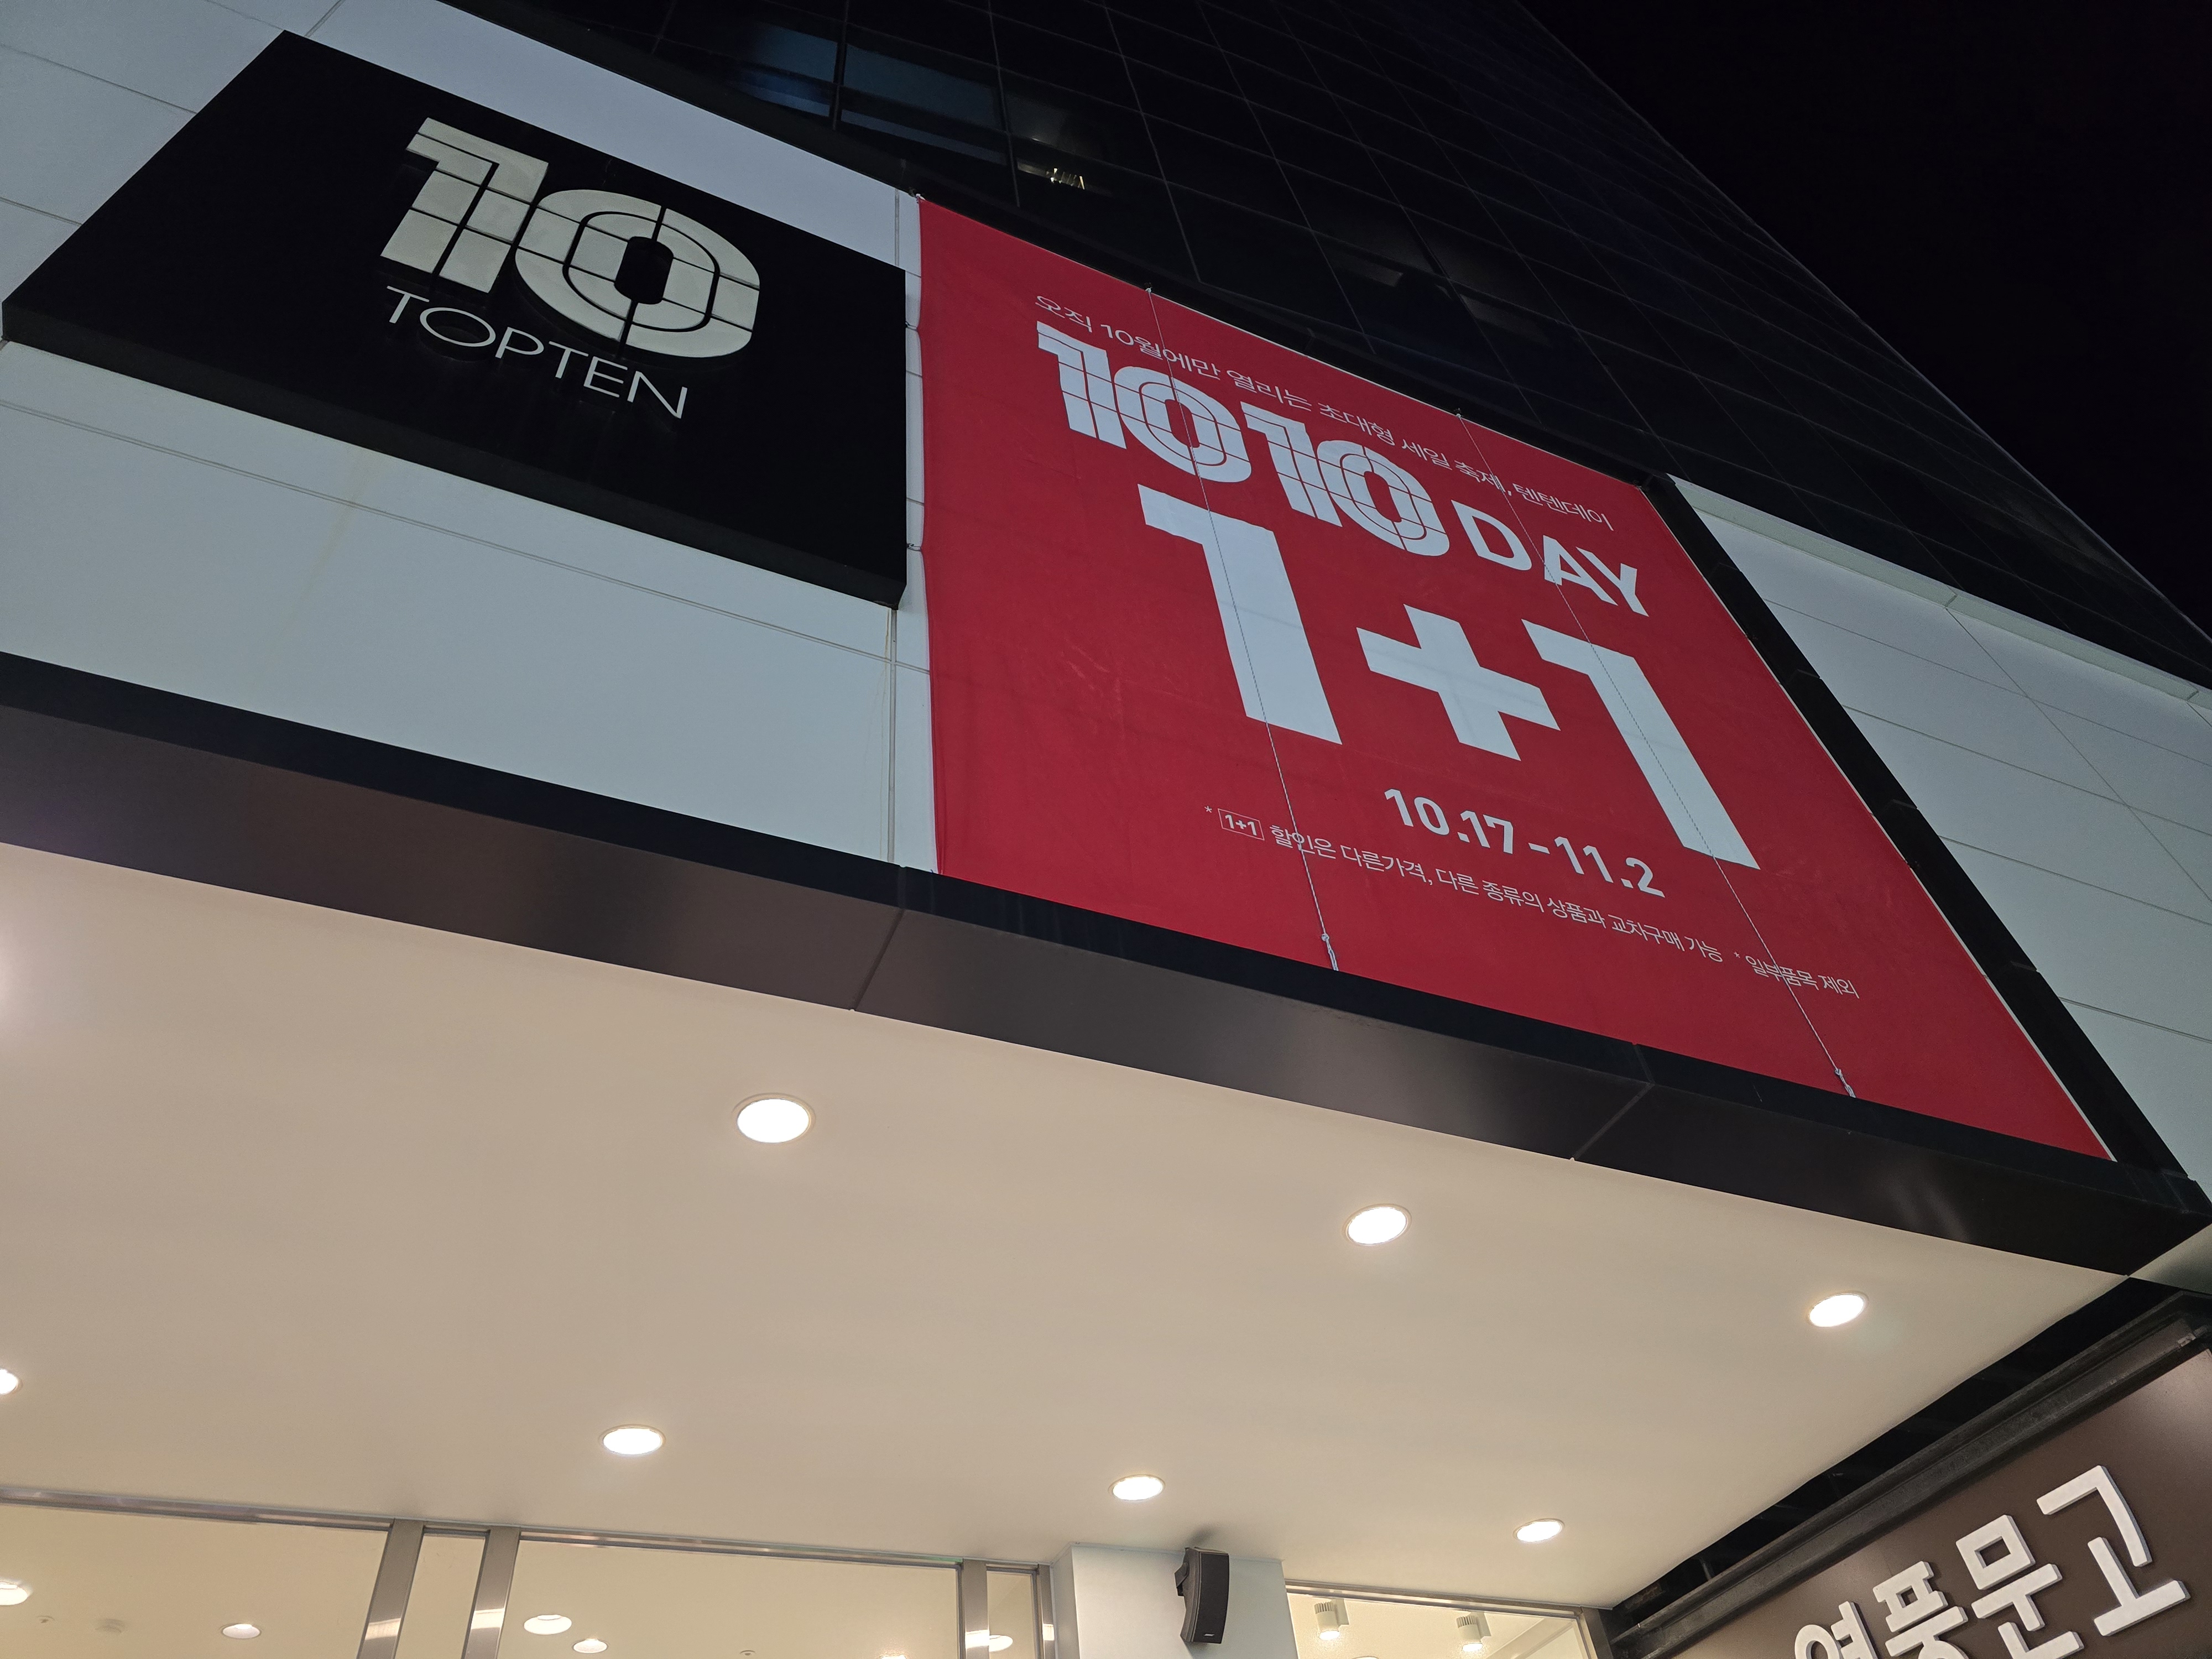 10
TOPTEN
오직 10월에만 열리는 초대형 세일 축제, 텐텐데이
1010 DAY
1+1
10.17-11.2
* 1+1 할인은 다른가격, 다른 종류의 상품과 교차구매 가능 * 일부품목 제외
영풍문고